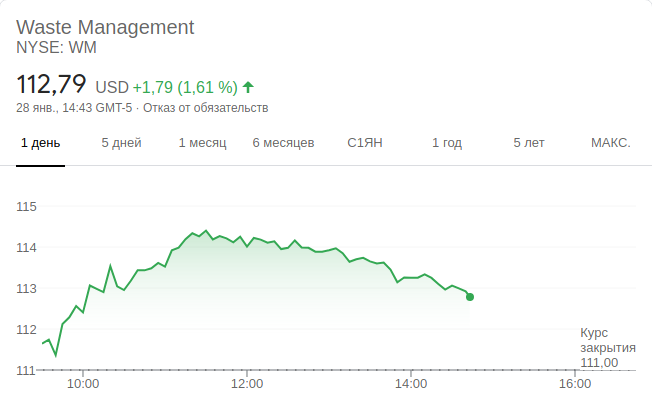 Waste Management
NYSE: WM
112,79 USD +1,79 (1,61 %)
28 янв., 14:43 GMT-5 · Отказ от обязательств
1 день 5 дней 1 месяц 6 месяцев С1ЯН 1 год 5 лет МАКС.
115
114
113
112
111
Курс
закрытия
111,00
10:00 12:00 14:00 16:00